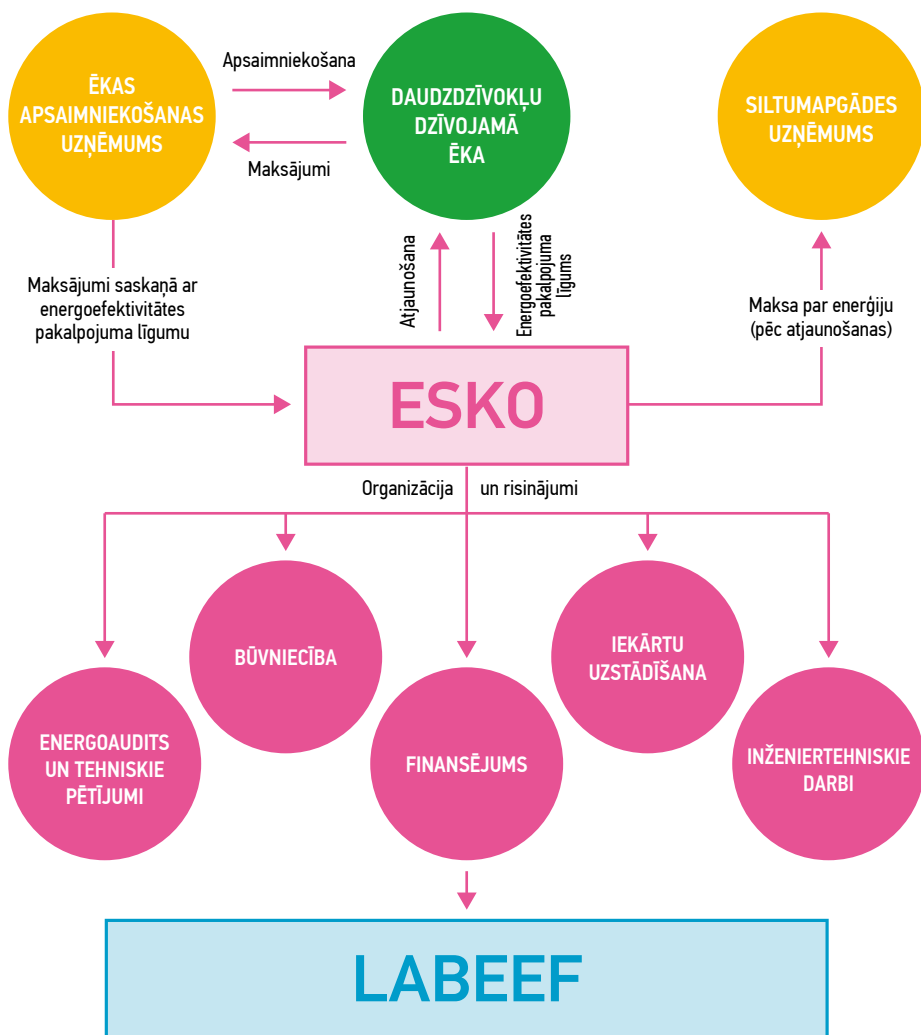 ĒKAS
APSAIMNIEKOŠANAS
UZŅĒMUMS
Apsaimniekošana
Maksājumi
DAUDZDZĪVOKĻU
DZĪVOJAMĀ
ĒKA
SILTUMAPGĀDES
UZŅĒMUMS
Maksājumi saskaņā ar
energoefektivitātes
pakalpojuma līgumu
Atjaunošana
Energoefektivitātes
pakalpojuma
līgums
Maksa par enerģiju
(pēc atjaunošanas)
ESKO
Organizācija un risinājumi
BŪVNIECĪBA
IEKĀRTU
UZSTĀDĪŠANA
ENERGOAUDITS
UN TEHNISKIE
PĒTĪJUMI
FINANSĒJUMS
INŽENIERTEHNISKIE
DARBI
LABEEF